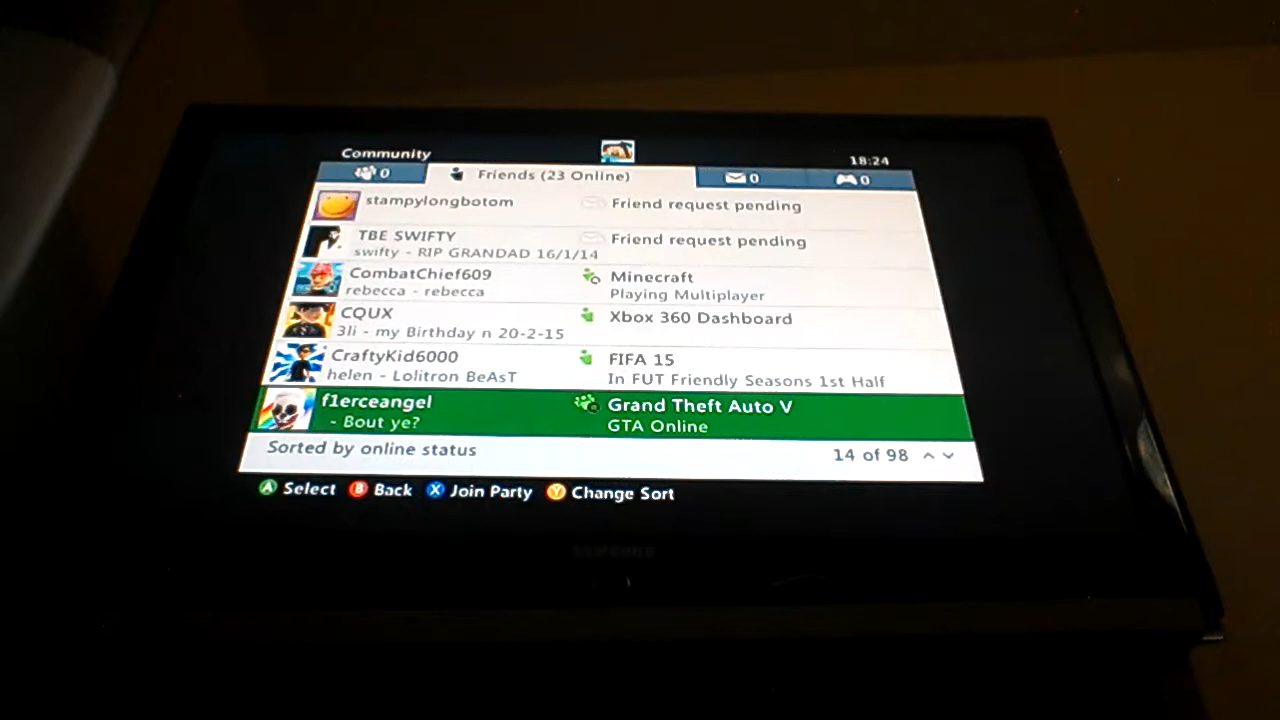 Community
18:24
0
Friends (23 Online)
0
0
stampylongbotom
Friend request pending
TBE SWIFTY
swifty - RIP GRANDAD 16/1/14
Friend request pending
CombatChief609
rebecca - rebecca
Minecraft
Playing Multiplayer
CQUX
3li - my Birthday n 20-2-15
Xbox 360 Dashboard
CraftyKid6000
helen - Lolitron BeAsT
FIFA 15
In FUT Friendly Seasons 1st Half
f1erceangel
- Bout ye?
Grand Theft Auto V
GTA Online
Sorted by online status
14 of 98
A Select B Back X Join Party Y Change Sort
SAMSUNG